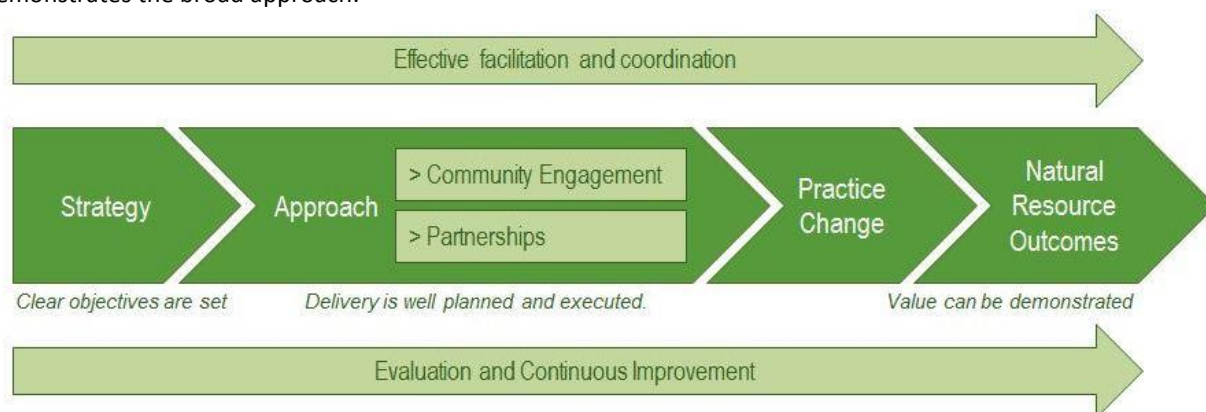 demonstrates the broad approach.
Effective facilitation and coordination
Strategy
Approach
> Community Engagement
> Partnerships
Practice
Change
Natural
Resource
Outcomes
Clear objectives are set
Delivery is well planned and executed.
Value can be demonstrated
Evaluation and Continuous Improvement